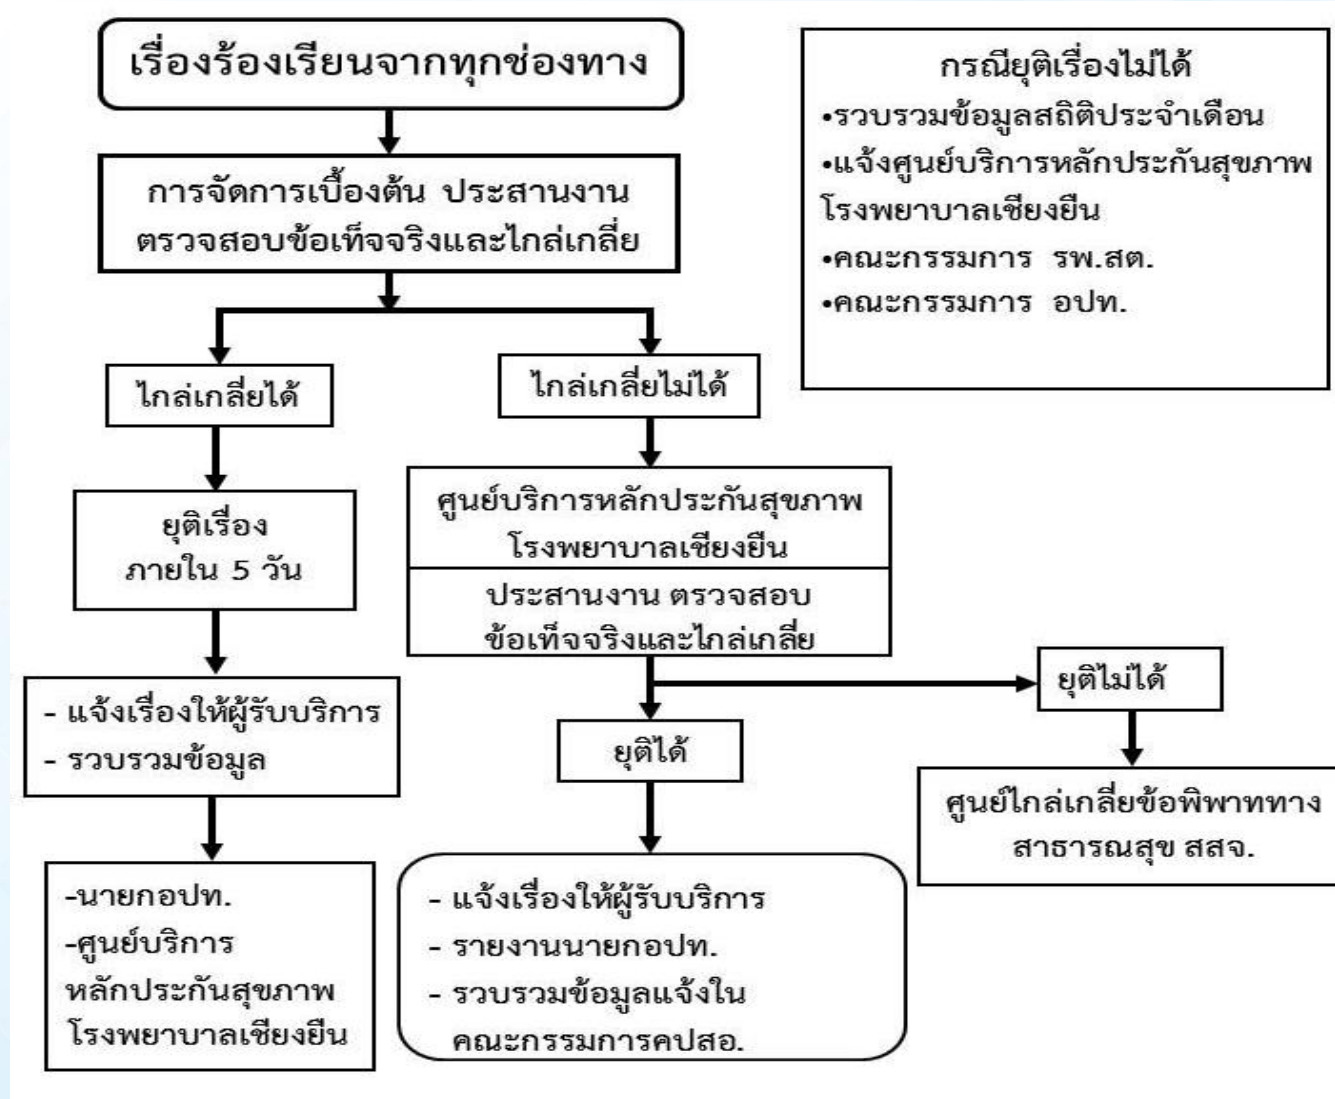 เรื่องร้องเรียนจากทุกช่องทาง
การจัดการเบื้องต้น ประสานงาน
ตรวจสอบข้อเท็จจริงและไกล่เกลี่ย
กรณียุติเรื่องไม่ได้
•รวบรวมข้อมูลสถิติประจำเดือน
•แจ้งศูนย์บริการหลักประกันสุขภาพ
โรงพยาบาลเชียงยืน
•คณะกรรมการ รพ.สต.
•คณะกรรมการ อปท.
ไกล่เกลี่ยได้
ยุติเรื่อง
ภายใน 5 วัน
- แจ้งเรื่องให้ผู้รับบริการ
- รวบรวมข้อมูล
-นายกอปท.
-ศูนย์บริการ
หลักประกันสุขภาพ
โรงพยาบาลเชียงยืน
ไกล่เกลี่ยไม่ได้
ศูนย์บริการหลักประกันสุขภาพ
โรงพยาบาลเชียงยืน
ประสานงาน ตรวจสอบ
ข้อเท็จจริงและไกล่เกลี่ย
ยุติได้
- แจ้งเรื่องให้ผู้รับบริการ
- รายงานนายกอปท.
- รวบรวมข้อมูลแจ้งใน
คณะกรรมการคปสอ.
ยุติไม่ได้
ศูนย์ไกล่เกลี่ยข้อพิพาททาง
สาธารณสุข สสจ.